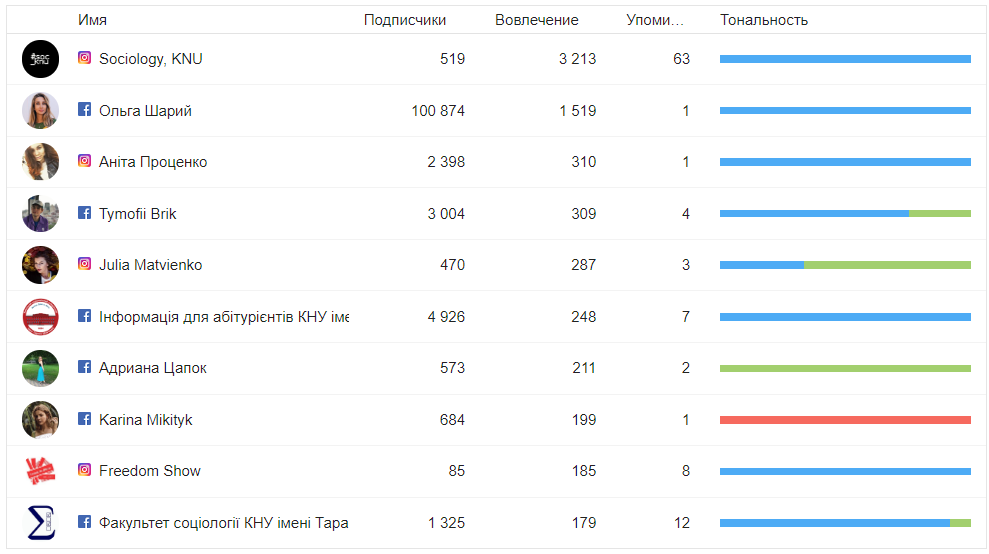 Имя Подписчики Вовлечение Упоми... Тональность
Sociology, KNU 519 3 213 63
Ольга Шарий 100 874 1 519 1
Аніта Проценко 2 398 310 1
Tymofii Brik 3 004 309 4
Julia Matvienko 470 287 3
Інформація для абітурієнтів КНУ іме 4 926 248 7
Адриана Цапок 573 211 2
Karina Mikityk 684 199 1
Freedom Show 85 185 8
Факультет соціології КНУ імені Тара 1 325 179 12